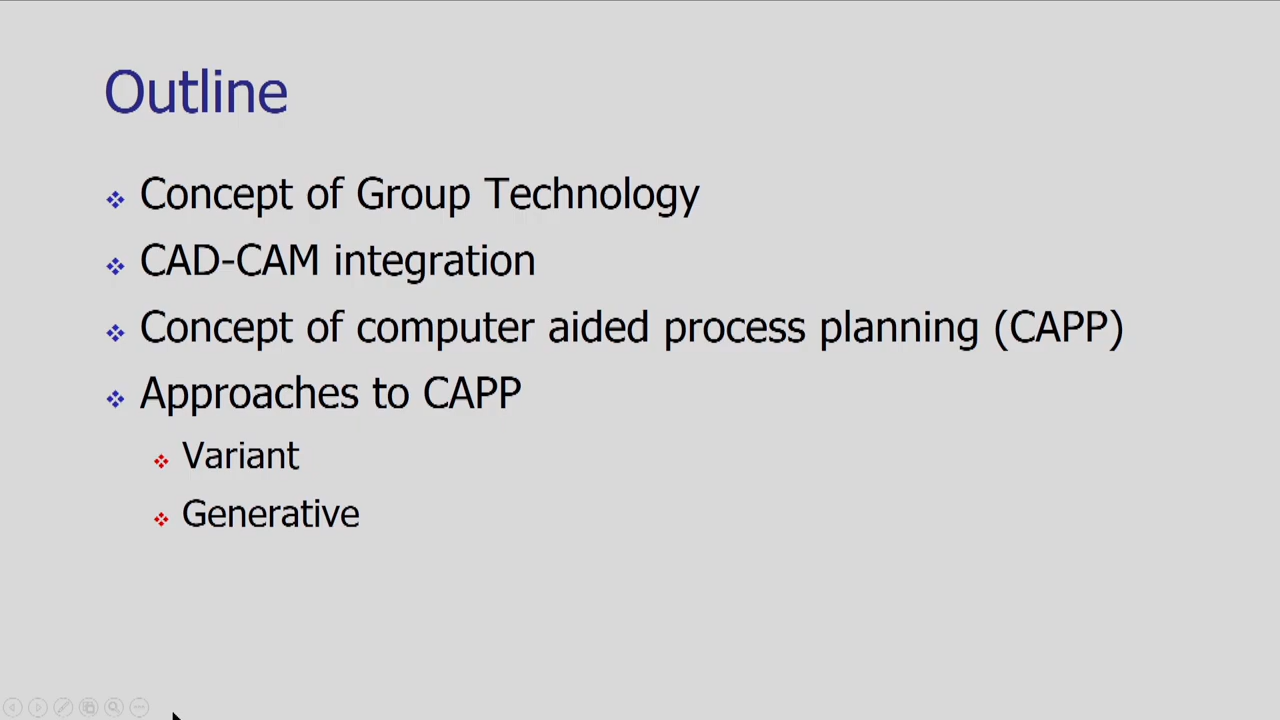 Outline
Concept of Group Technology
CAD-CAM integration
Concept of computer aided process planning (CAPP)
Approaches to CAPP
Variant
Generative